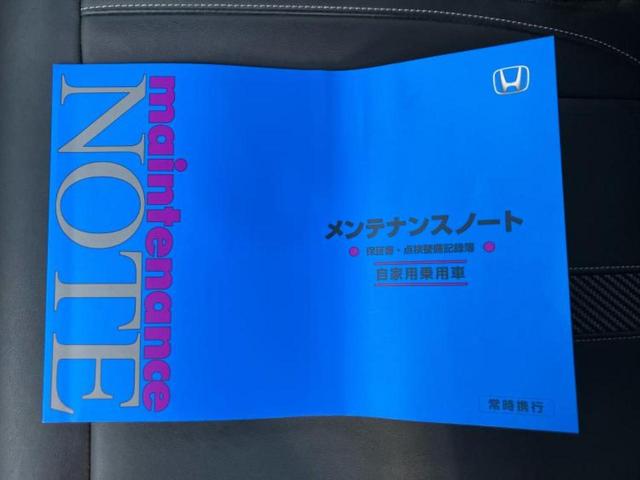 maintenance
NOTE
メンテナンスノート
保証書・点検整備記録簿
自家用乗用車
常時携行